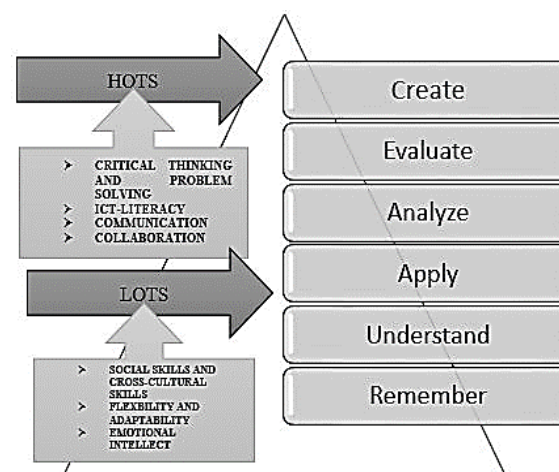 HOTS
CRITICAL THINKING
AND PROBLEM
SOLVING
ICT-LITERACY
COMMUNICATION
COLLABORATION
LOTS
SOCIAL SKILLS AND
CROSS-CULTURAL
SKILLS
FLEXBILITY AND
ADAPTABILITY
EMOTIONAL
INTELLECT
Create
Evaluate
Analyze
Apply
Understand
Remember